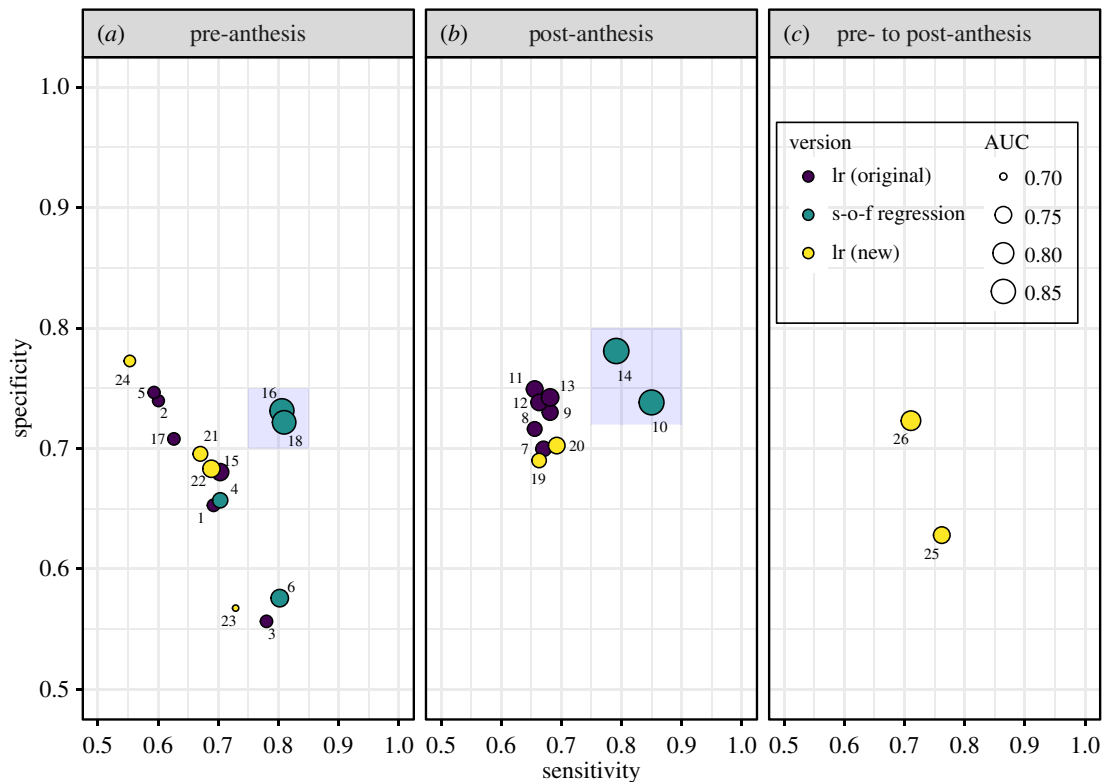 (a) pre-anthesis
(b) post-anthesis
(c) pre- to post-anthesis
specificity
1.0
0.9
0.8
0.7
0.6
0.5
24
5
2
17
21
22
15
4
1
16
18
6
23
3
11
13
12
9
8
7
20
19
14
10
version
lr (original)
s-o-f regression
lr (new)
AUC
0.70
0.75
0.80
0.85
26
25
0.5 0.6 0.7 0.8 0.9 1.0
0.5 0.6 0.7 0.8 0.9 1.0
0.5 0.6 0.7 0.8 0.9 1.0
sensitivity